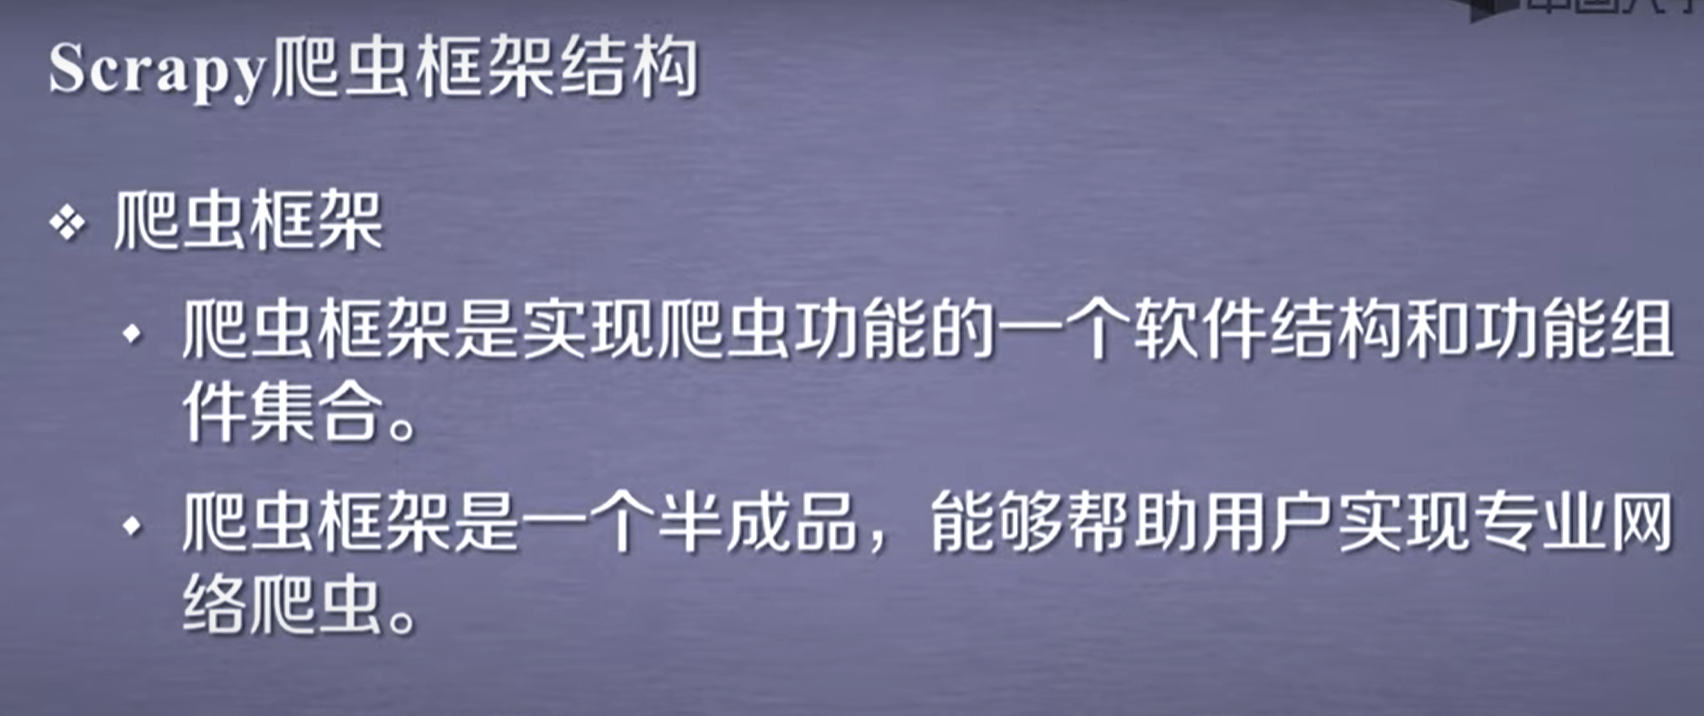 Scrapy爬虫框架结构
❖ 爬虫框架
◆ 爬虫框架是实现爬虫功能的一个软件结构和功能组
件集合。
◆ 爬虫框架是一个半成品，能够帮助用户实现专业网
络爬虫。